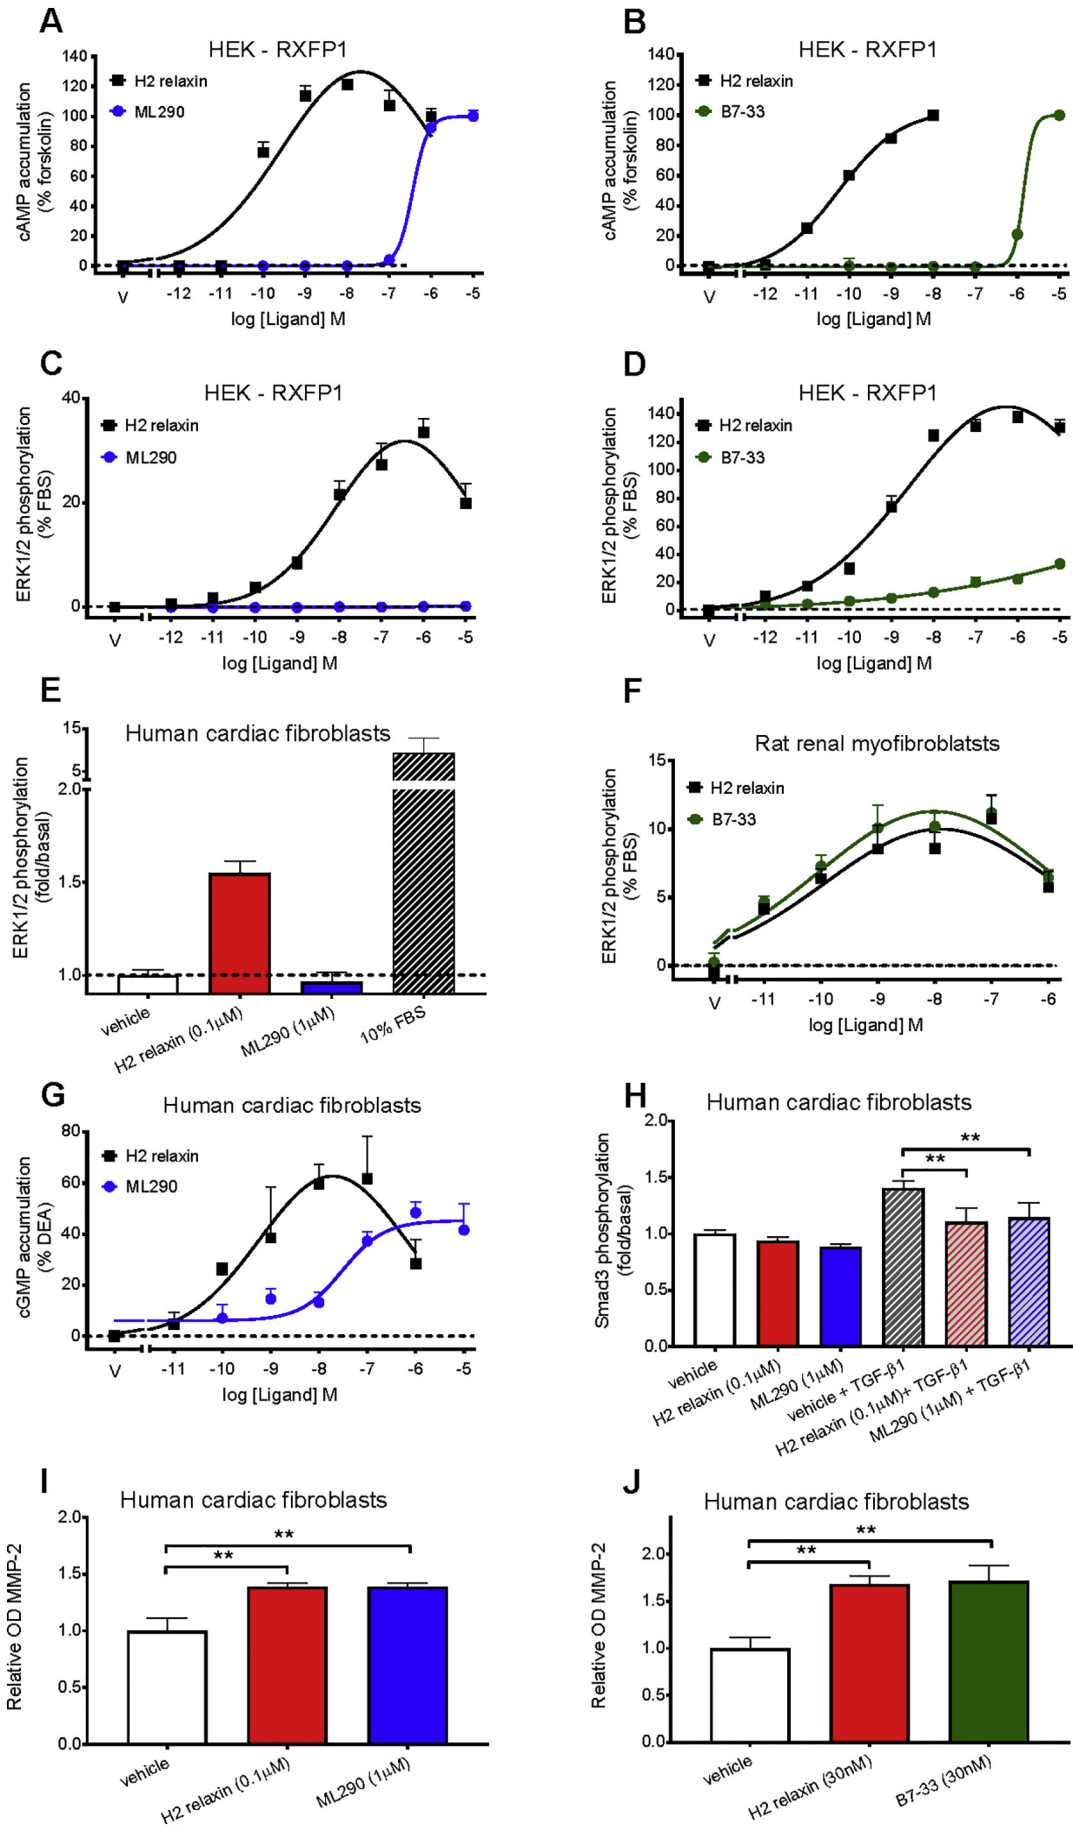 A
HEK - RXFP1
cAMP accumulation
(% forskolin)
140
120
100
80
60
40
20
0
H2 relaxin
ML290
V
-12
-11
-10
-9
-8
-7
-6
-5
log [Ligand] M
B
HEK - RXFP1
cAMP accumulation
(% forskolin)
140
120
100
80
60
40
20
0
H2 relaxin
B7-33
V
-12
-11
-10
-9
-8
-7
-6
-5
log [Ligand] M
C
HEK - RXFP1
ERK1/2 phosphorylation
(% FBS)
40
20
0
H2 relaxin
ML290
V
-12
-11
-10
-9
-8
-7
-6
-5
log [Ligand] M
D
HEK - RXFP1
ERK1/2 phosphorylation
(% FBS)
140
120
100
80
60
40
20
0
H2 relaxin
B7-33
V
-12
-11
-10
-9
-8
-7
-6
-5
log [Ligand] M
E
Human cardiac fibroblasts
ERK1/2 phosphorylation
(fold/basal)
15
5
2.0
1.5
1.0
vehicle
H2 relaxin (0.1µM)
ML290 (1µM)
10% FBS
F
Rat renal myofibroblatsts
ERK1/2 phosphorylation
(% FBS)
15
10
5
0
H2 relaxin
B7-33
V
-11
-10
-9
-8
-7
-6
log [Ligand] M
G
Human cardiac fibroblasts
cGMP accumulation
(% DEA)
80
60
40
20
0
H2 relaxin
ML290
V
-11
-10
-9
-8
-7
-6
-5
log [Ligand] M
H
Human cardiac fibroblasts
Smad3 phosphorylation
(fold/basal)
2.0
1.5
1.0
0.5
0.0
**
**
vehicle
H2 relaxin (0.1µM)
ML290 (1µM)
vehicle + TGF-β1
H2 relaxin (0.1µM)+ TGF-β1
ML290 (1µM) + TGF-β1
I
Human cardiac fibroblasts
Relative OD MMP-2
2.0
1.5
1.0
0.5
0.0
**
**
vehicle
H2 relaxin (0.1µM)
ML290 (1µM)
J
Human cardiac fibroblasts
Relative OD MMP-2
2.0
1.5
1.0
0.5
0.0
**
**
vehicle
H2 relaxin (30nM)
B7-33 (30nM)